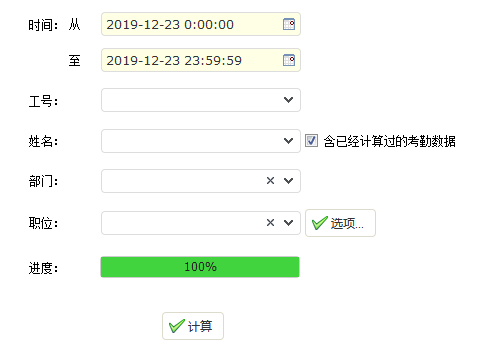 时间： 从 2019-12-23 0:00:00
至 2019-12-23 23:59:59
工号：
姓名： 含已经计算过的考勤数据
部门：
职位： 选项...
进度： 100%
计算